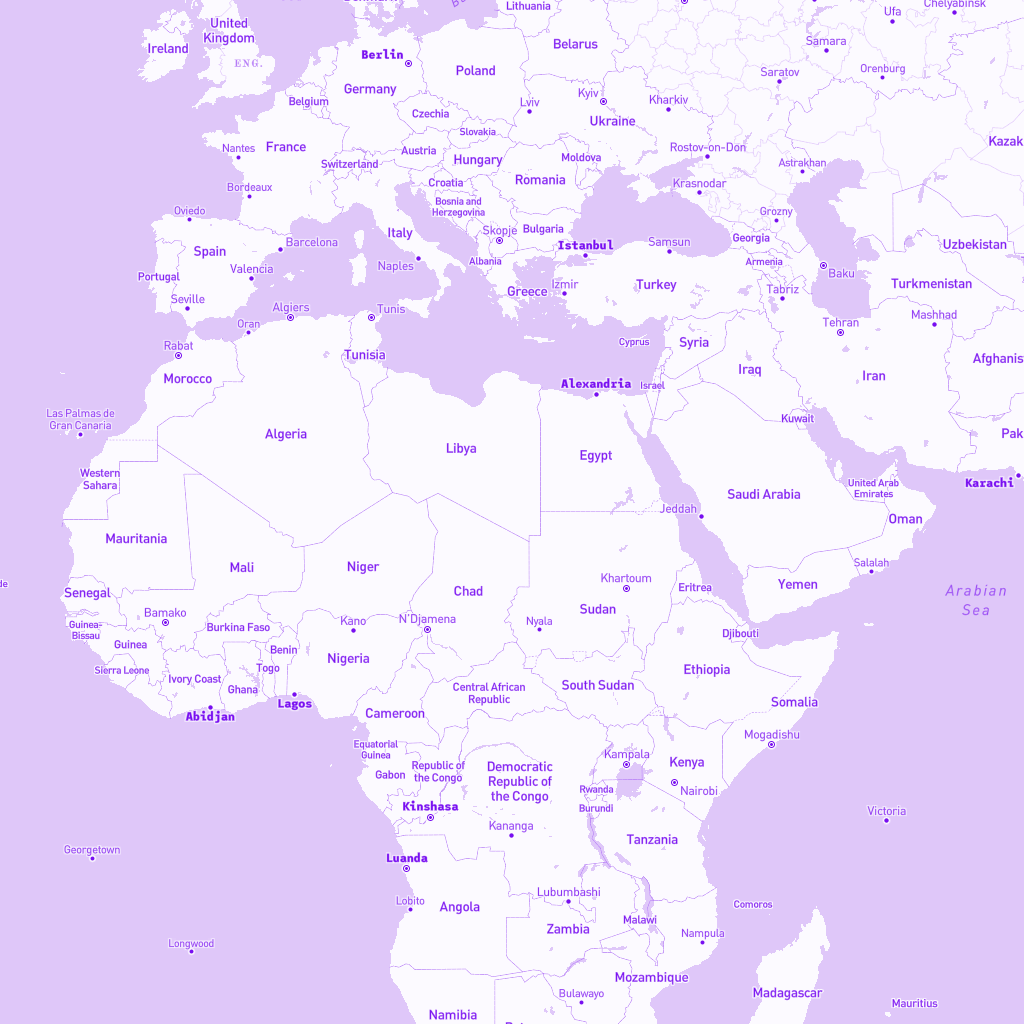 Lithuania
Chelyabinsk
Ufa
United
Kingdom
Ireland
ENG.
Berlin
Belarus
Samara
Poland
Saratov
Orenburg
Germany
Belgium
Lviv
Kyiv
Kharkiv
Czechia
Ukraine
Slovakia
Nantes
France
Austria
Switzerland
Hungary
Moldova
Rostov-on-Don
Kazak
Astrakhan
Romania
Krasnodar
Bordeaux
Croatia
Bosnia and
Herzegovina
Oviedo
Grozny
Italy
Skopje
Bulgaria
Georgia
Spain
Barcelona
Istanbul
Samsun
Uzbekistan
Naples
Albania
Armenia
Baku
Portugal
Valencia
Greece
Izmir
Turkey
Tabriz
Turkmenistan
Seville
Algiers
Tunis
Oran
Mashhad
Tehran
Rabat
Tunisia
Cyprus
Syria
Afghanis
Morocco
Alexandria
Israel
Iraq
Iran
Las Palmas de
Gran Canaria
Algeria
Libya
Egypt
Kuwait
Pak
Western
Sahara
Saudi Arabia
United Arab
Emirates
Karachi
Jeddah
Oman
Mauritania
Mali
Niger
Chad
Khartoum
Sudan
Eritrea
Yemen
Salalah
de
Arabian
Sea
Senegal
Bamako
Guinea-
Bissau
Burkina Faso
Kano
N'Djamena
Nyala
Djibouti
Guinea
Benin
Sierra Leone
Togo
Nigeria
Ivory Coast
Ghana
Ethiopia
Central African
Republic
South Sudan
Abidjan
Lagos
Cameroon
Somalia
Mogadishu
Equatorial
Guinea
Gabon
Republic of
the Congo
Democratic
Republic of
the Congo
Kampala
Kenya
Rwanda
Nairobi
Kinshasa
Burundi
Kananga
Victoria
Tanzania
Georgetown
Luanda
Lubumbashi
Lobito
Angola
Comoros
Malawi
Zambia
Nampula
Longwood
Mozambique
Madagascar
Bulawayo
Mauritius
Namibia